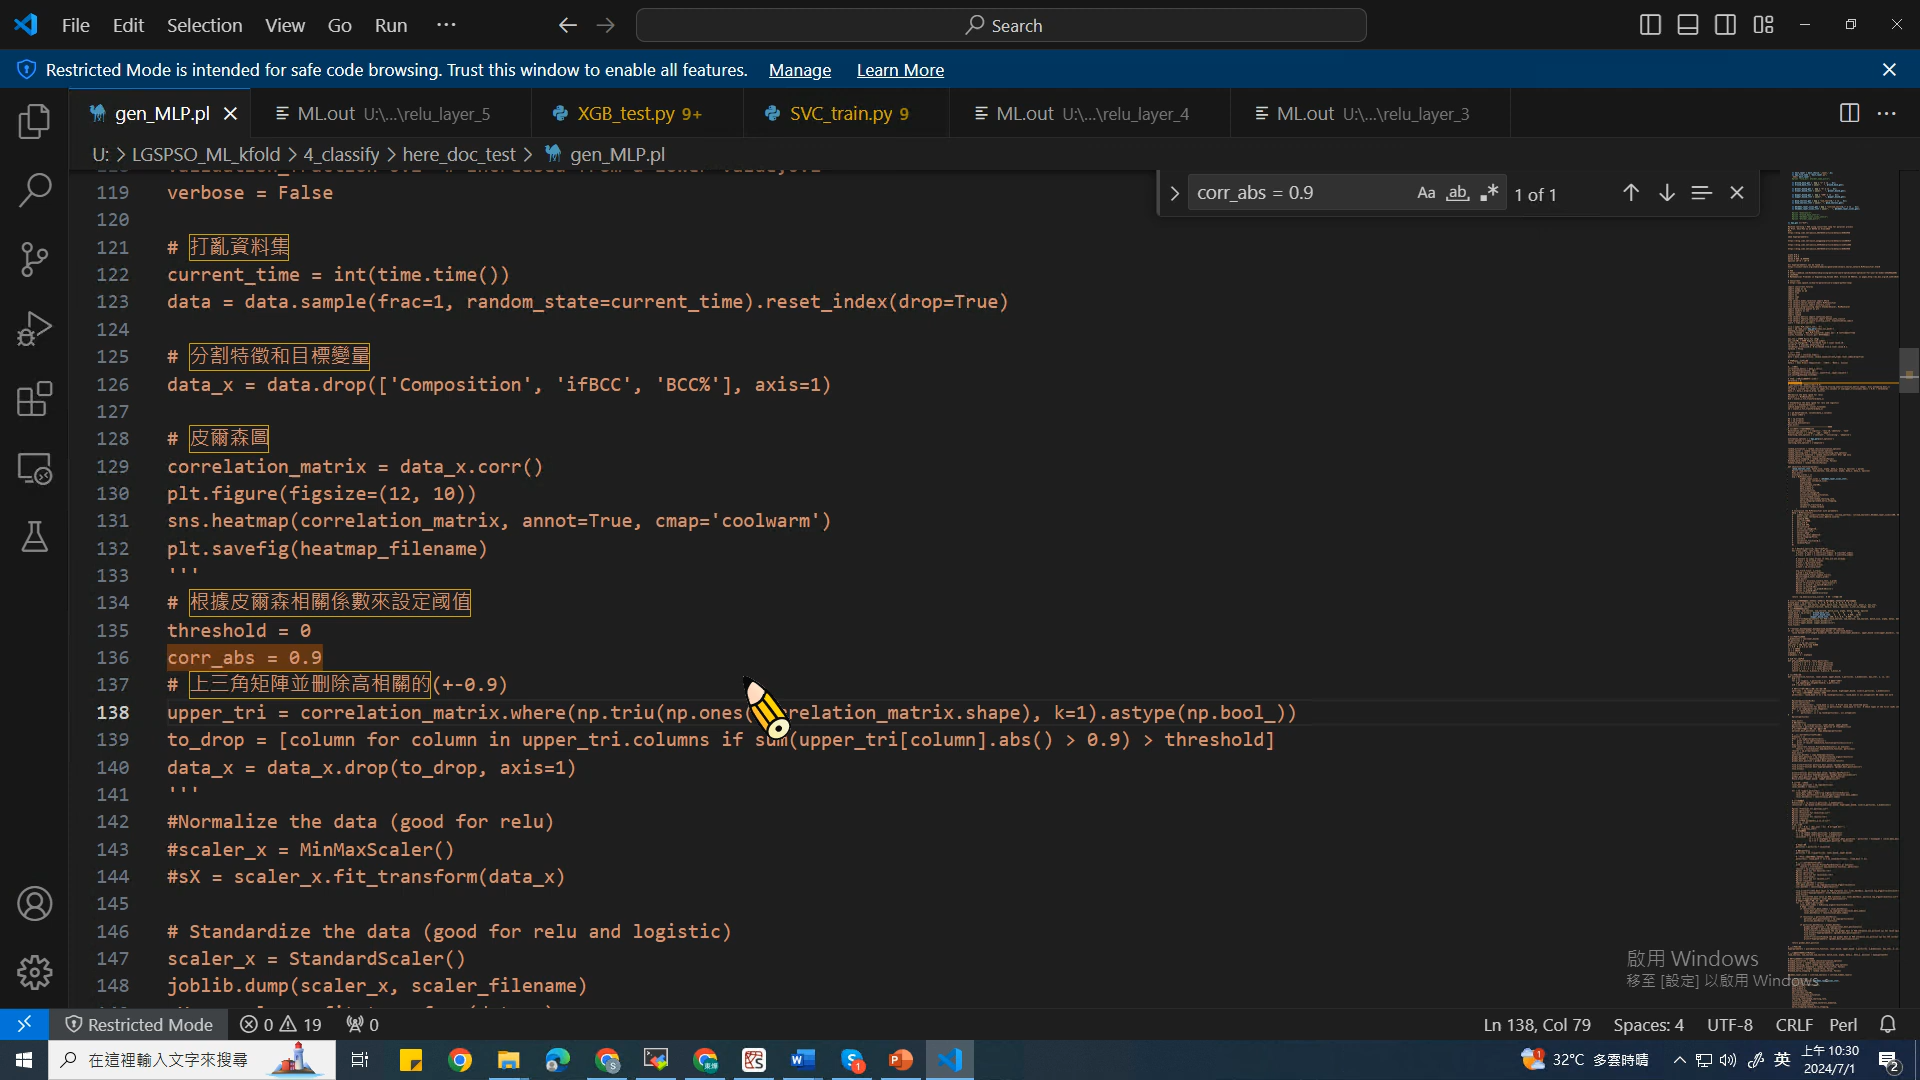 File Edit Selection View Go Run ···
Search
Restricted Mode is intended for safe code browsing. Trust this window to enable all features. Manage Learn More
gen_MLP.pl ML.out U:\...\relu_layer_5 XGB_test.py 9+ SVC_train.py 9 ML.out U:\...\relu_layer_4 ML.out U:\...\relu_layer_3
U: > LGSPSO_ML_kfold > 4_classify > here_doc_test > gen_MLP.pl
corr_abs = 0.9 Aa ab 1 of 1
119 verbose = False
120
121 # 打亂資料集
122 current_time = int(time.time())
123 data = data.sample(frac=1, random_state=current_time).reset_index(drop=True)
124
125 # 分割特徵和目標變量
126 data_x = data.drop(['Composition', 'ifBCC', 'BCC%'], axis=1)
127
128 # 皮爾森圖
129 correlation_matrix = data_x.corr()
130 plt.figure(figsize=(12, 10))
131 sns.heatmap(correlation_matrix, annot=True, cmap='coolwarm')
132 plt.savefig(heatmap_filename)
133 '''
134 # 根據皮爾森相關係數來設定阈值
135 threshold = 0
136 corr_abs = 0.9
137 # 上三角矩陣並刪除高相關的(+-0.9)
138 upper_tri = correlation_matrix.where(np.triu(np.ones( relation_matrix.shape), k=1).astype(np.bool_))
139 to_drop = [column for column in upper_tri.columns if sum(upper_tri[column].abs() > 0.9) > threshold]
140 data_x = data_x.drop(to_drop, axis=1)
141 '''
142 #Normalize the data (good for relu)
143 #scaler_x = MinMaxScaler()
144 #sX = scaler_x.fit_transform(data_x)
145
146 # Standardize the data (good for relu and logistic)
147 scaler_x = StandardScaler()
148 joblib.dump(scaler_x, scaler_filename)
啟用 Windows
移至 [設定] 以啟用 Windows。
Restricted Mode 0 19 0 Ln 138, Col 79 Spaces: 4 UTF-8 CRLF Perl
在這裡輸入文字來搜尋 32°C 多雲時晴 英 上午 10:30
2024/7/1 2